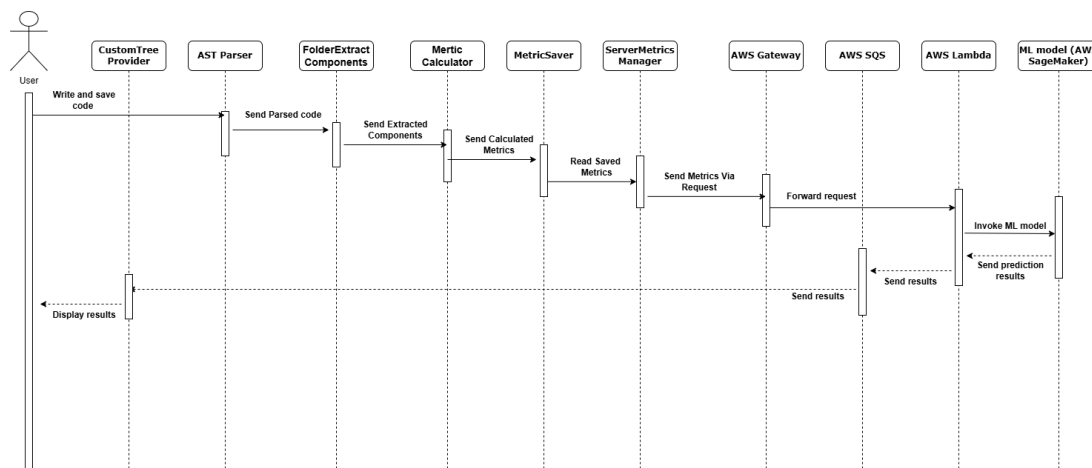 CustomTree
Provider
AST Parser
FolderExtract
Components
Mertic
Calculator
MetricSaver
ServerMetrics
Manager
AWS Gateway
AWS SQS
AWS Lambda
ML model (AW
SageMaker)
User
Write and save
code
Send Parsed code
Send Extracted
Components
Send Calculated
Metrics
Read Saved
Metrics
Send Metrics Via
Request
Forward request
Invoke ML model
Send prediction
results
Send results
Send results
Display results